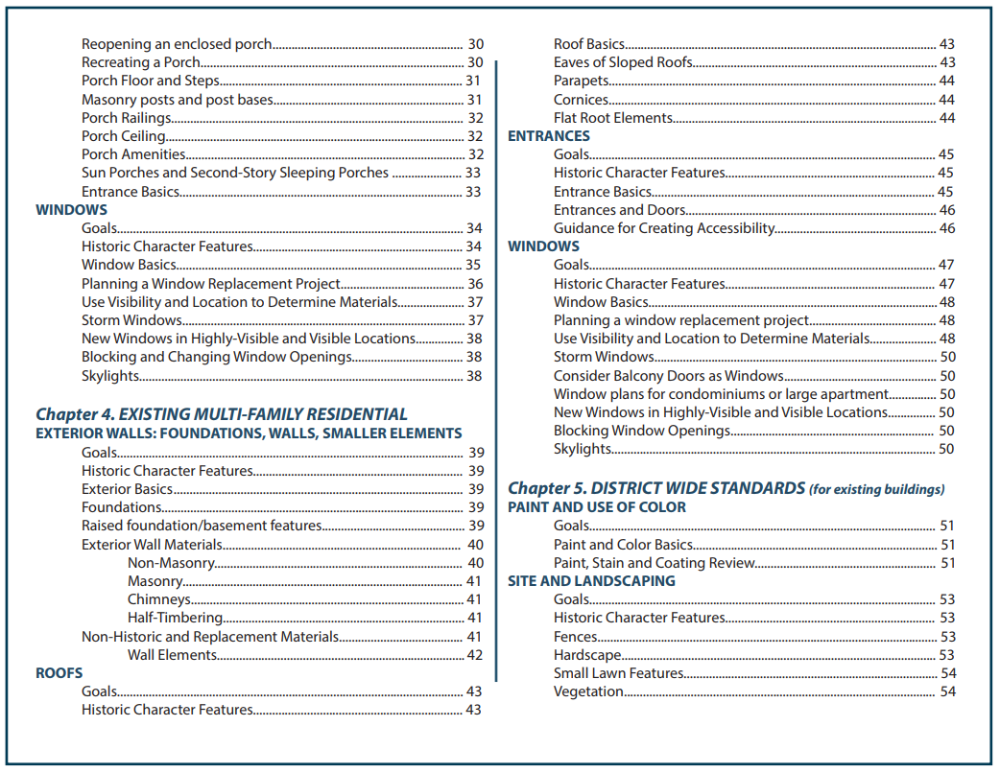 Reopening an enclosed porch 30
Recreating a Porch 30
Porch Floor and Steps 31
Masonry posts and post bases 31
Porch Railings 32
Porch Ceiling 32
Porch Amenities 32
Sun Porches and Second-Story Sleeping Porches 33
Entrance Basics 33
WINDOWS
Goals 34
Historic Character Features 34
Window Basics 35
Planning a Window Replacement Project 36
Use Visibility and Location to Determine Materials 37
Storm Windows 37
New Windows in Highly-Visible and Visible Locations 38
Blocking and Changing Window Openings 38
Skylights 38
Chapter 4. EXISTING MULTI-FAMILY RESIDENTIAL
EXTERIOR WALLS: FOUNDATIONS, WALLS, SMALLER ELEMENTS
Goals 39
Historic Character Features 39
Exterior Basics 39
Foundations 39
Raised foundation/basement features 39
Exterior Wall Materials 40
Non-Masonry 40
Masonry 41
Chimneys 41
Half-Timbering 41
Non-Historic and Replacement Materials 41
Wall Elements 42
ROOFS
Goals 43
Historic Character Features 43
Roof Basics 43
Eaves of Sloped Roofs 43
Parapets 44
Cornices 44
Flat Root Elements 44
ENTRANCES
Goals 45
Historic Character Features 45
Entrance Basics 45
Entrances and Doors 46
Guidance for Creating Accessibility 46
WINDOWS
Goals 47
Historic Character Features 47
Window Basics 48
Planning a window replacement project 48
Use Visibility and Location to Determine Materials 48
Storm Windows 50
Consider Balcony Doors as Windows 50
Window plans for condominiums or large apartment 50
New Windows in Highly-Visible and Visible Locations 50
Blocking Window Openings 50
Skylights 50
Chapter 5. DISTRICT WIDE STANDARDS (for existing buildings)
PAINT AND USE OF COLOR
Goals 51
Paint and Color Basics 51
Paint, Stain and Coating Review 51
SITE AND LANDSCAPING
Goals 53
Historic Character Features 53
Fences 53
Hardscape 53
Small Lawn Features 54
Vegetation 54